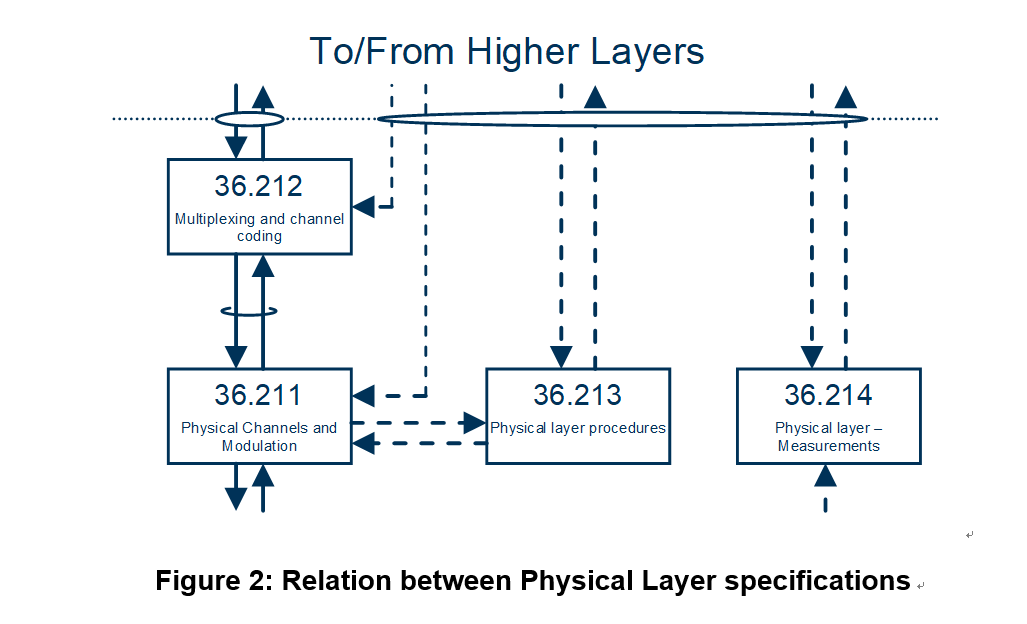 To/From Higher Layers
36.212
Multiplexing and channel
coding
36.211
Physical Channels and
Modulation
36.213
Physical layer procedures
36.214
Physical layer –
Measurements
Figure 2: Relation between Physical Layer specifications